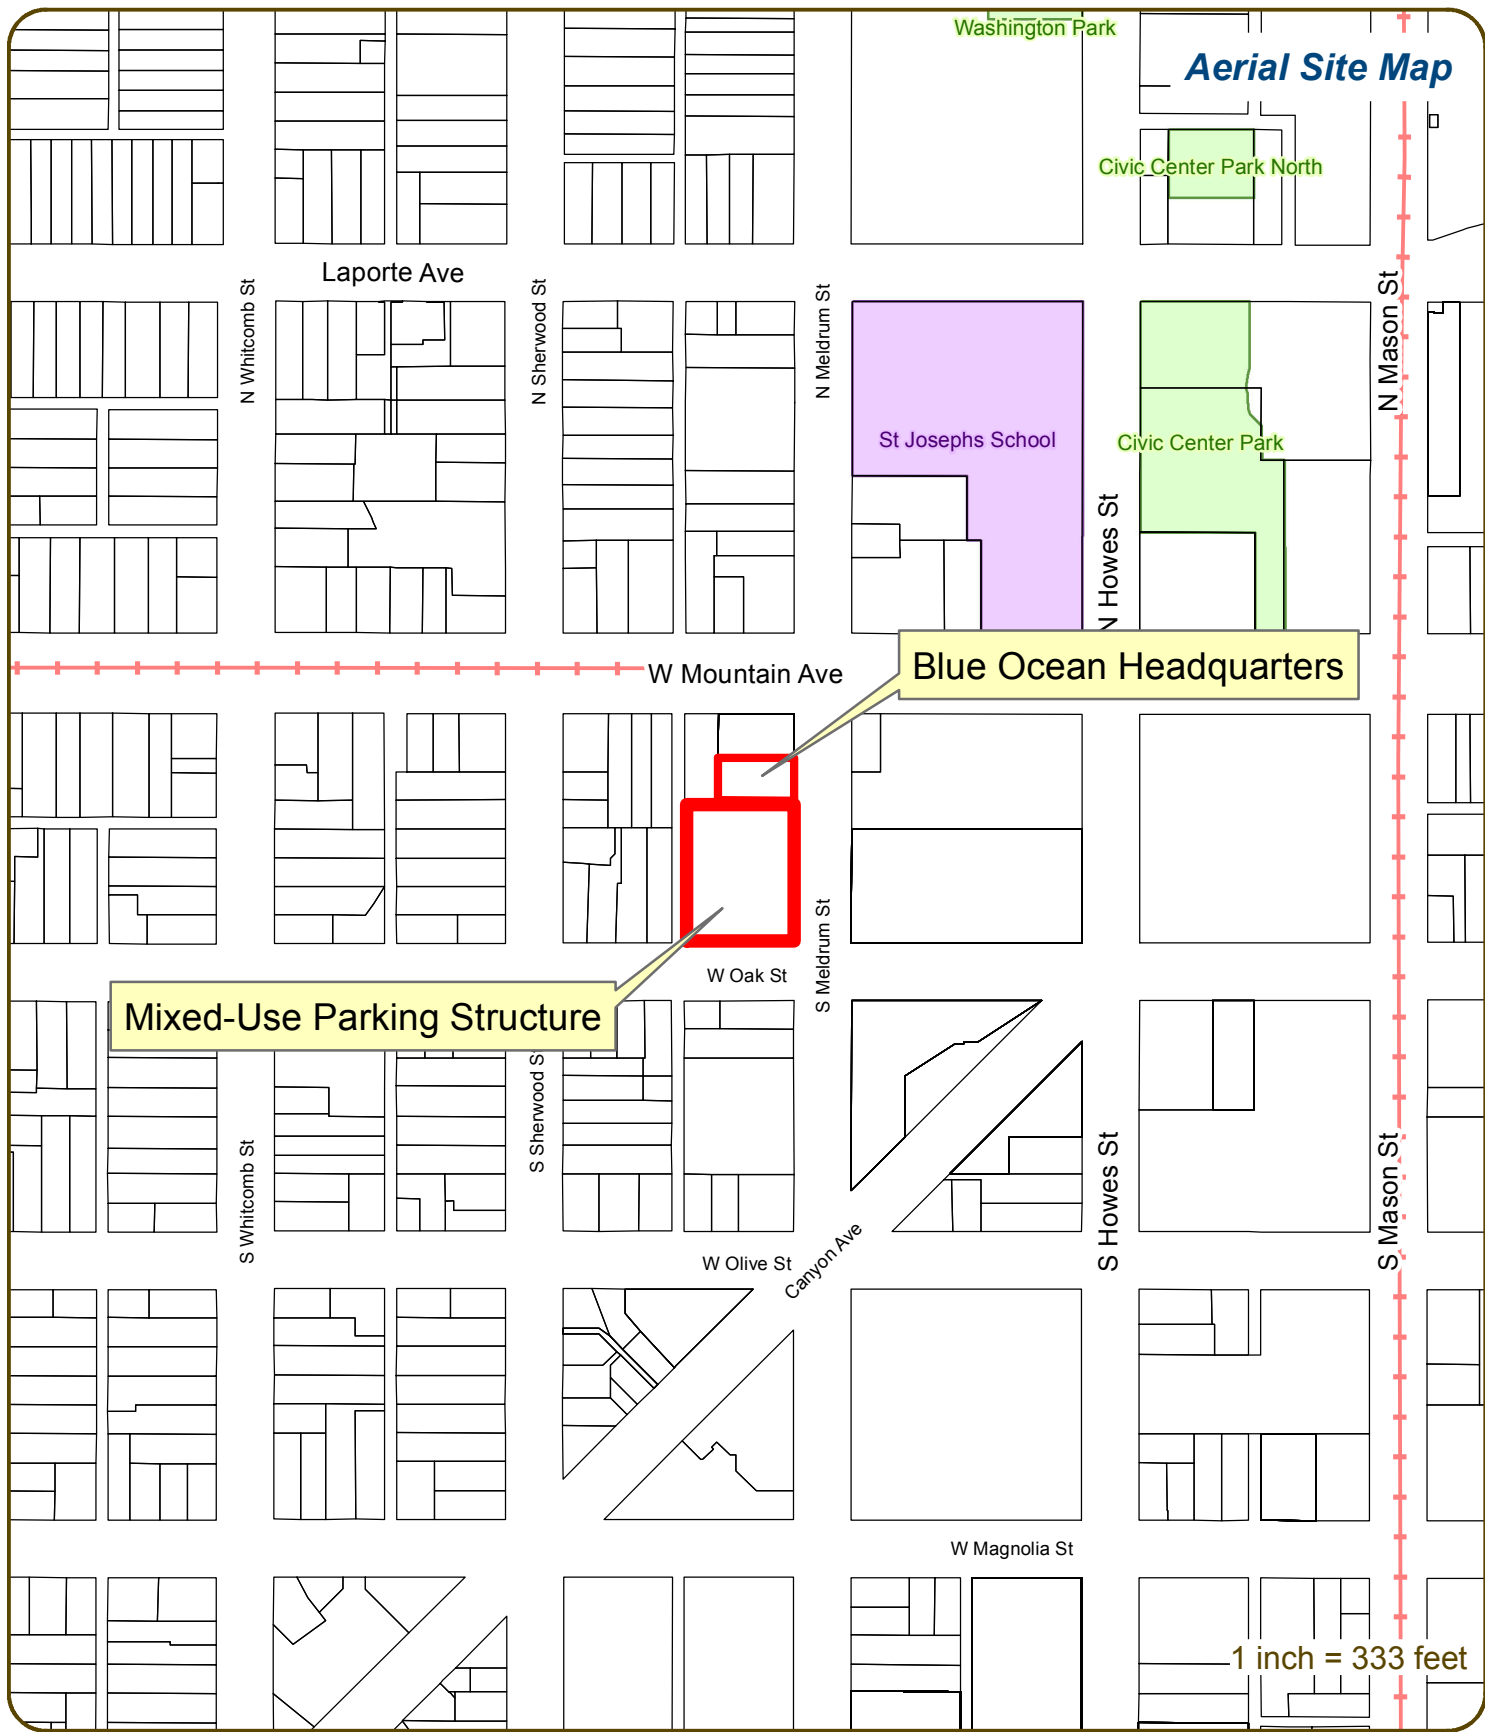 Washington Park
Aerial Site Map
Civic Center Park North
Laporte Ave
N Whitcomb St
N Sherwood St
N Meldrum St
N Mason St
St Josephs School
Civic Center Park
N Howes St
W Mountain Ave
Blue Ocean Headquarters
S Meldrum St
W Oak St
Mixed-Use Parking Structure
S Sherwood St
S Whitcomb St
S Howes St
S Mason St
W Olive St
Canyon Ave
W Magnolia St
1 inch = 333 feet